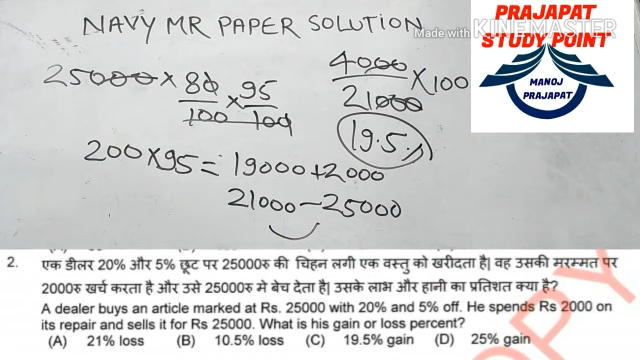 NAVY MR PAPER SOLUTION
Made with KINEMASTER
PRAJAPAT
STUDY POINT
MANOJ
PRAJAPAT
25000 × 80/100 × 95/100
4000/21000 × 100
19.5%
200 × 95 = 19000 + 2000
21000 - 25000
2. एक डीलर 20% और 5% छूट पर 25000रु की चिहन लगी एक वस्तु को खरीदता है| वह उसकी मरम्मत पर
2000रु खर्च करता है और उसे 25000रु मे बेच देता है| उसके लाभ और हानी का प्रतिशत क्या है?
A dealer buys an article marked at Rs. 25000 with 20% and 5% off. He spends Rs 2000 on
its repair and sells it for Rs 25000. What is his gain or loss percent?
(A) 21% loss (B) 10.5% loss (C) 19.5% gain (D) 25% gain